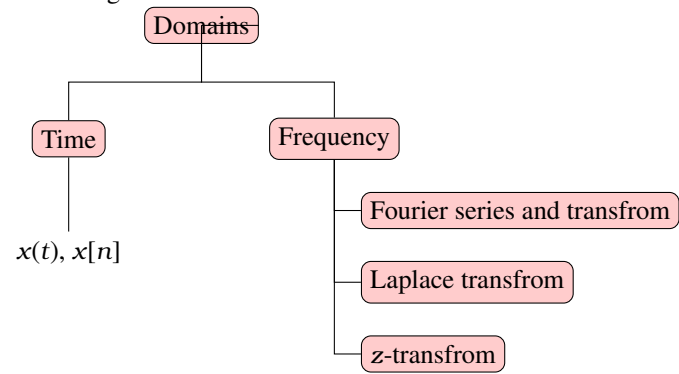 Domains
Time
Frequency
Fourier series and transfrom
x(t), x[n]
Laplace transfrom
z-transfrom